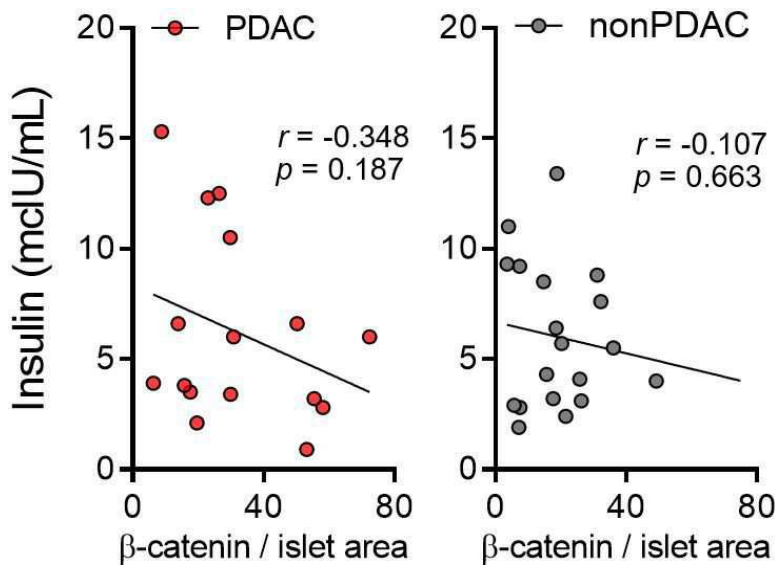 PDAC
nonPDAC
r = -0.348
p = 0.187
r = -0.107
p = 0.663
Insulin (mcIU/mL)
20
15
10
5
0
20
15
10
5
0
0 40 80
0 40 80
β-catenin / islet area
β-catenin / islet area